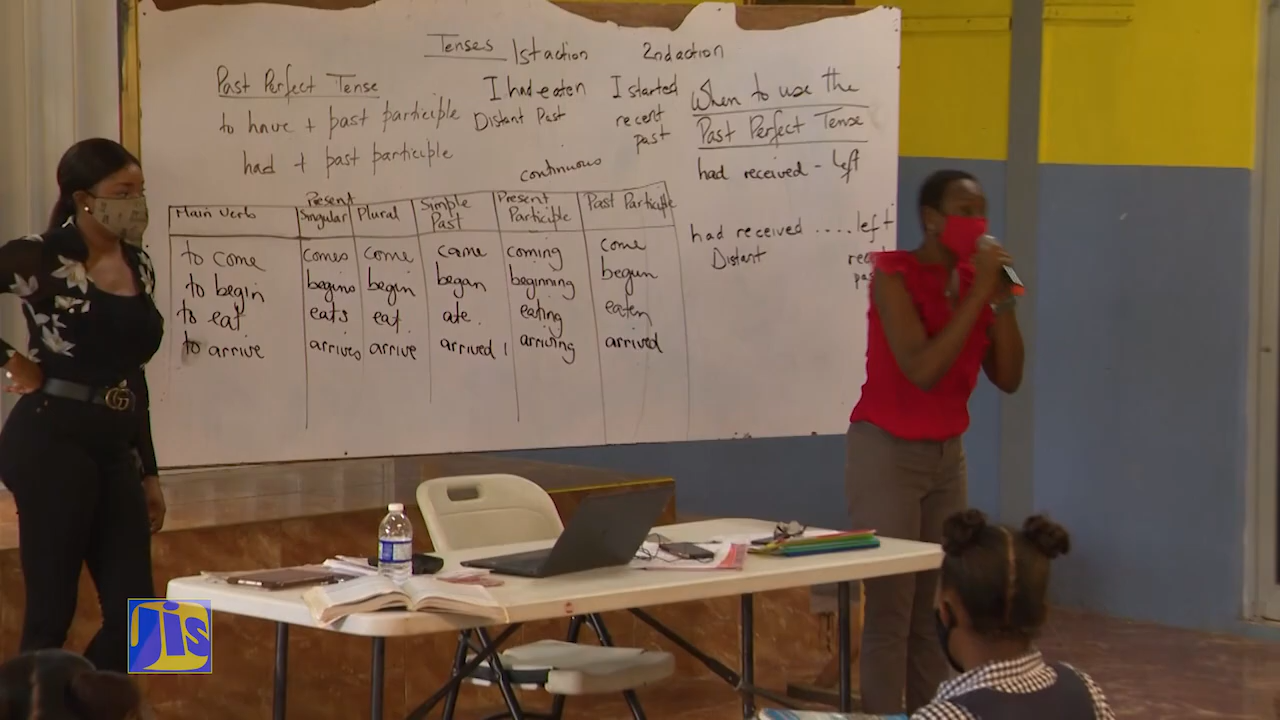 Tenses
1st action
2nd action
Past Perfect Tense
I had eaten
I started
When to use the
to have + past participle
Distant Past
recent
past
Past Perfect Tense
had + past participle
continuous
had received - left
Main Verb
Present
Singular
Plural
Simple
Past
Present
Participle
Past Participle
to come comes come came coming come
to begin begins begin began beginning begun
to eat eats eat ate. eating eaten
to arrive arrives arrive arrived arriving arrived
had received ....left
Distant
past
JIS